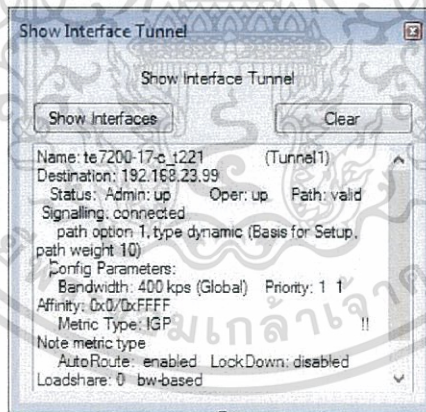 Show Interface Tunnel
Show Interface Tunnel
Show Interfaces
Clear
Name: te7200-17-c_t221 (Tunnel1)
Destination: 192.168.23.99
Status: Admin: up Oper: up Path: valid
Signalling: connected
path option 1, type dynamic (Basis for Setup,
path weight 10)
Config Parameters:
Bandwidth: 400 kps (Global) Priority: 1 1
Affinity: 0x0/0xFFFF
Metric Type: IGP !!
Note metric type
AutoRoute: enabled LockDown: disabled
Loadshare: 0 bw-based